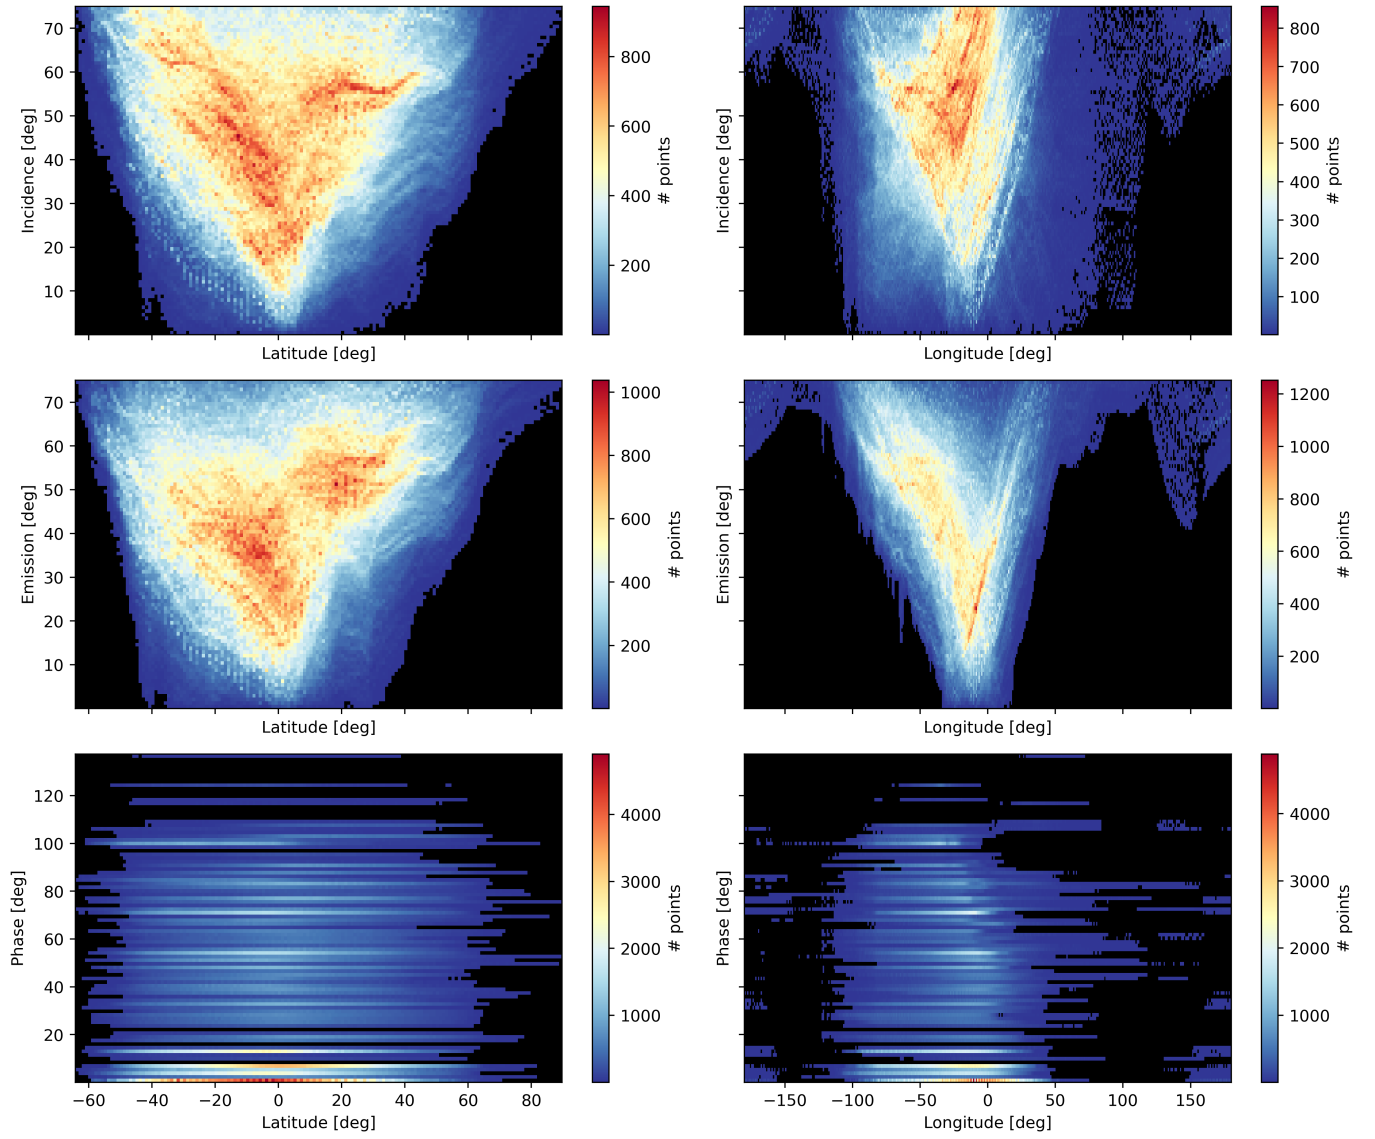 70
60
50
40
30
20
10
Incidence [deg]
Latitude [deg]
800
600
400
200
# points
Incidence [deg]
Longitude [deg]
800
700
600
500
400
300
200
100
# points
70
60
50
40
30
20
10
Emission [deg]
Latitude [deg]
1000
800
600
400
200
# points
Emission [deg]
Longitude [deg]
1200
1000
800
600
400
200
# points
120
100
80
60
40
20
Phase [deg]
−60 −40 −20 0 20 40 60 80
Latitude [deg]
4000
3000
2000
1000
# points
Phase [deg]
−150 −100 −50 0 50 100 150
Longitude [deg]
4000
3000
2000
1000
# points